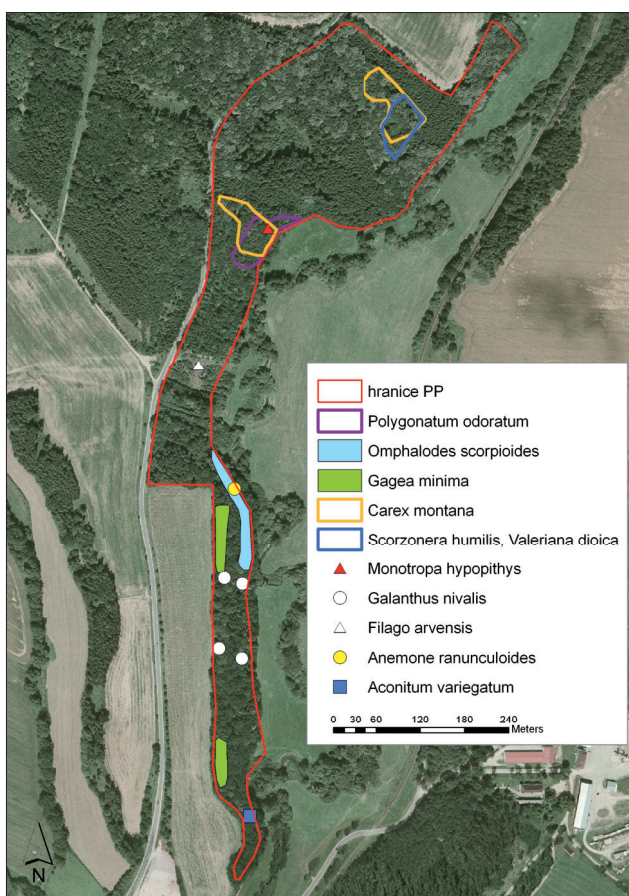 hranice PP
Polygonatum odoratum
Omphalodes scorpioides
Gagea minima
Carex montana
Scorzonera humilis, Valeriana dioica
Monotropa hypopithys
Galanthus nivalis
Filago arvensis
Anemone ranunculoides
Aconitum variegatum
0 30 60 120 180 240
Meters
N